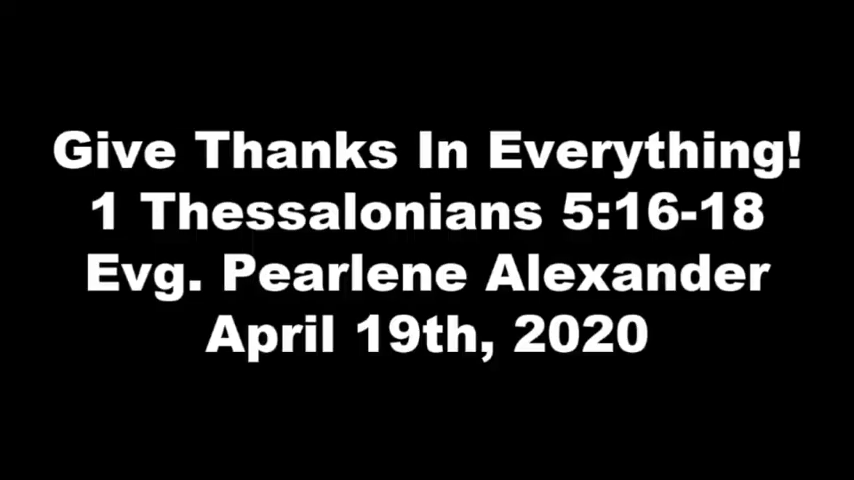 Give Thanks In Everything!
1 Thessalonians 5:16-18
Evg. Pearlene Alexander
April 19th, 2020